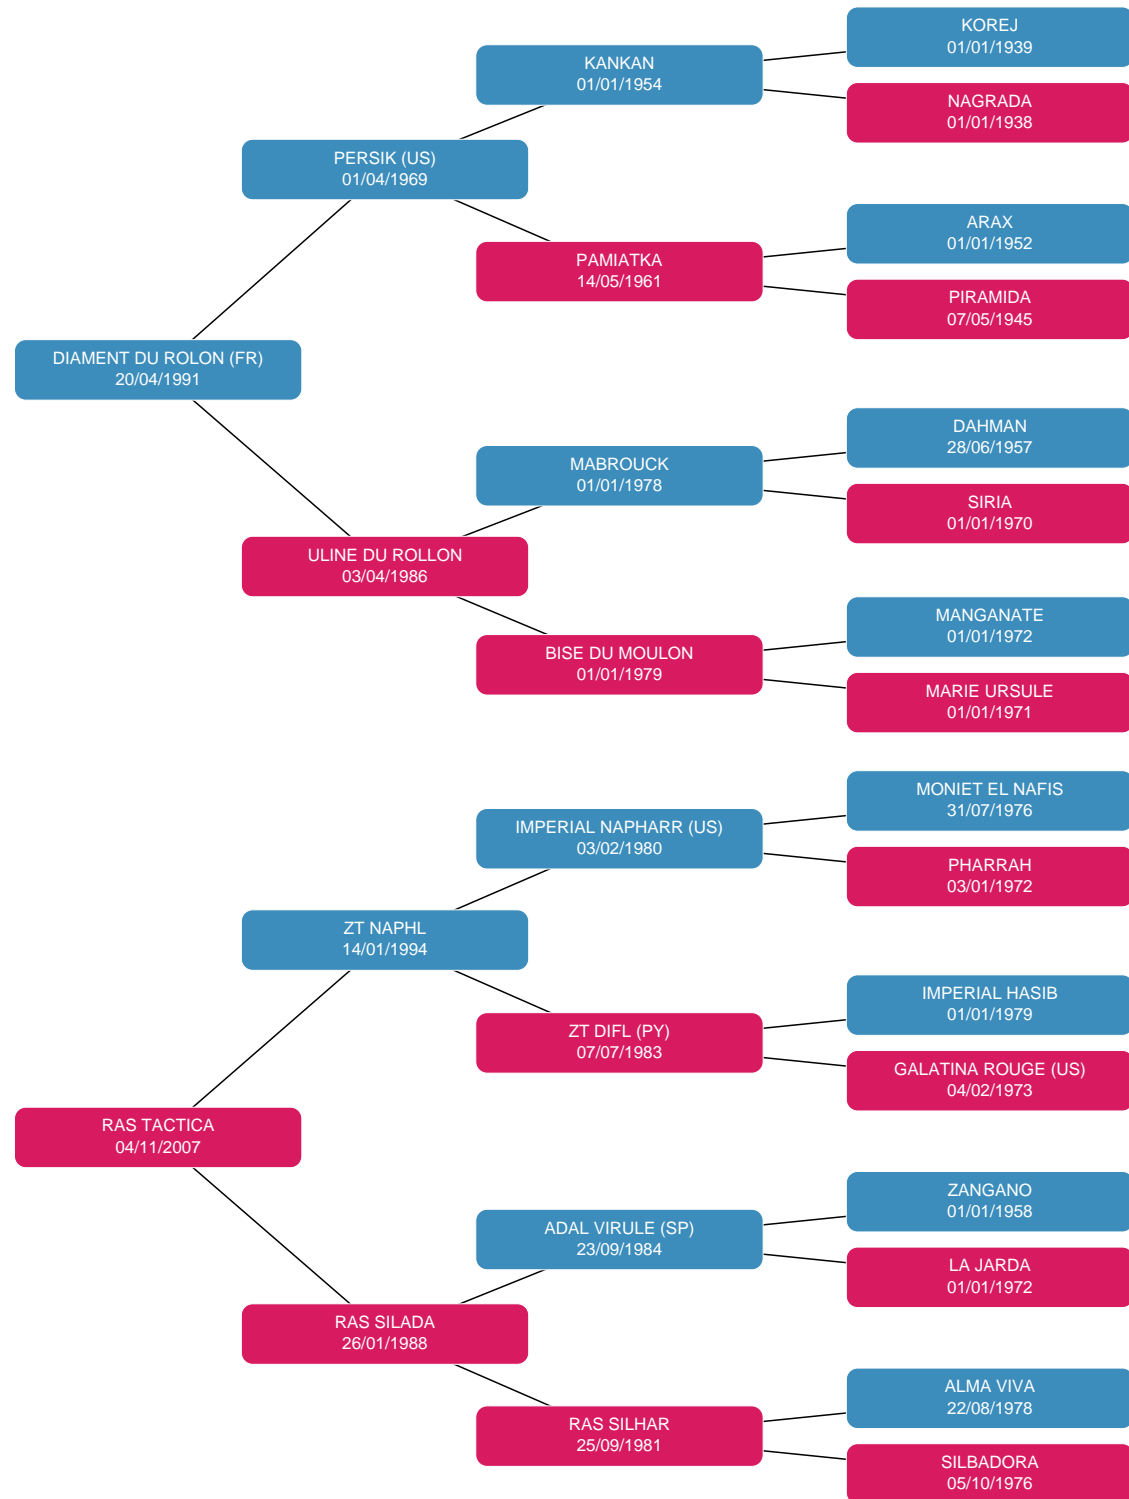 KOREJ
01/01/1939
KANKAN
01/01/1954
NAGRADA
01/01/1938
PERSIK (US)
01/04/1969
ARAX
01/01/1952
PAMIATKA
14/05/1961
PIRAMIDA
07/05/1945
DIAMENT DU ROLON (FR)
20/04/1991
DAHMAN
28/06/1957
MABROUCK
01/01/1978
SIRIA
01/01/1970
ULINE DU ROLLON
03/04/1986
MANGANATE
01/01/1972
BISE DU MOULON
01/01/1979
MARIE URSULE
01/01/1971
MONIET EL NAFIS
31/07/1976
IMPERIAL NAPHARR (US)
03/02/1980
PHARRAH
03/01/1972
ZT NAPHL
14/01/1994
IMPERIAL HASIB
01/01/1979
ZT DIFL (PY)
07/07/1983
GALATINA ROUGE (US)
04/02/1973
RAS TACTICA
04/11/2007
ZANGANO
01/01/1958
ADAL VIRULE (SP)
23/09/1984
LA JARDA
01/01/1972
RAS SILADA
26/01/1988
ALMA VIVA
22/08/1978
RAS SILHAR
25/09/1981
SILBADORA
05/10/1976